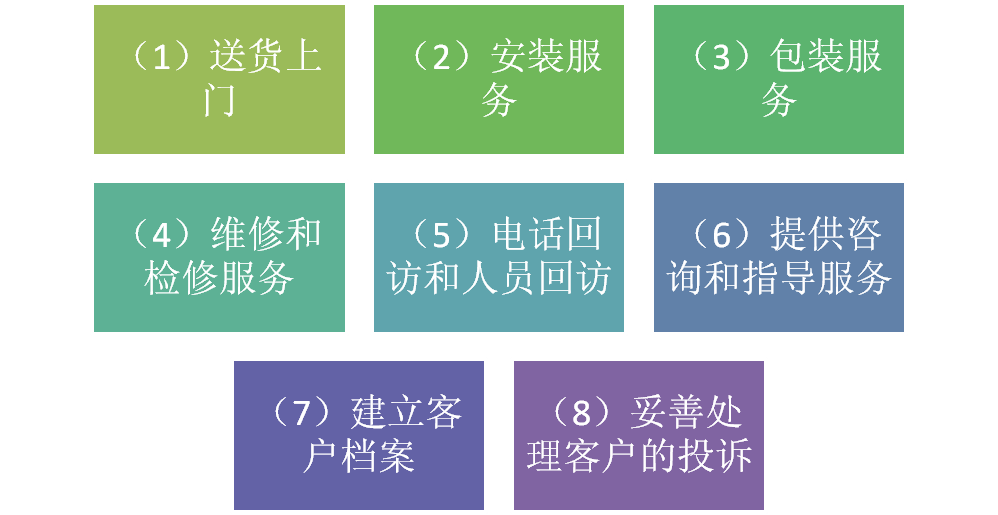 （1）送货上
门
（2）安装服
务
（3）包装服
务
（4）维修和
检修服务
（5）电话回
访和人员回访
（6）提供咨
询和指导服务
（7）建立客
户档案
（8）妥善处
理客户的投诉